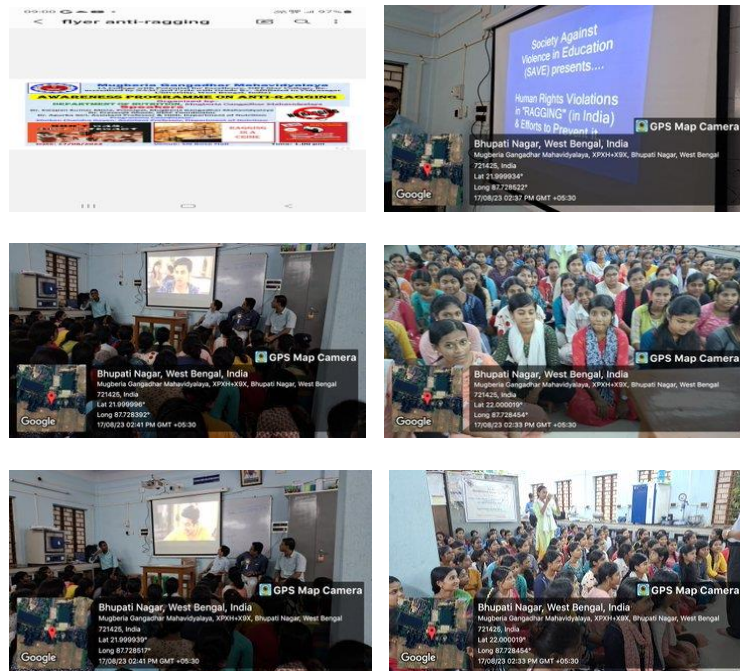 flyer anti-ragging
Mugberia Gangadhar Mahavidyalaya
AWARENESS PROGRAMME ON ANTI-RAGGING
DEPARTMENT OF NUTRITION,
Speakers
RAGGING
IS A
CRIME
Society Against
Violence in Education
(SAVE) presents....
Human Rights Violations
in "RAGGING" (in India)
& Efforts to Prevent it
GPS Map Camera
Bhupati Nagar, West Bengal, India
Mugberia Gangadhar Mahavidyalaya, XPXH+X9X, Bhupati Nagar, West Bengal
721425, India
Lat 21.999934°
Long 87.728522°
17/08/23 02:37 PM GMT +05:30
Google
GPS Map Camera
Bhupati Nagar, West Bengal, India
Mugberia Gangadhar Mahavidyalaya, XPXH+X9X, Bhupati Nagar, West Bengal
721425, India
Lat 21.999996°
Long 87.728392°
17/08/23 02:41 PM GMT +05:30
Google
GPS Map Camera
Bhupati Nagar, West Bengal, India
Mugberia Gangadhar Mahavidyalaya, XPXH+X9X, Bhupati Nagar, West Bengal
721425, India
Lat 22.000019°
Long 87.728454°
17/08/23 02:33 PM GMT +05:30
Google
GPS Map Camera
Bhupati Nagar, West Bengal, India
Mugberia Gangadhar Mahavidyalaya, XPXH+X9X, Bhupati Nagar, West Bengal
721425, India
Lat 21.999939°
Long 87.728517°
17/08/23 02:41 PM GMT +05:30
Google
GPS Map Camera
Bhupati Nagar, West Bengal, India
Mugberia Gangadhar Mahavidyalaya, XPXH+X9X, Bhupati Nagar, West Bengal
721425, India
Lat 22.000019°
Long 87.728454°
17/08/23 02:33 PM GMT +05:30
Google